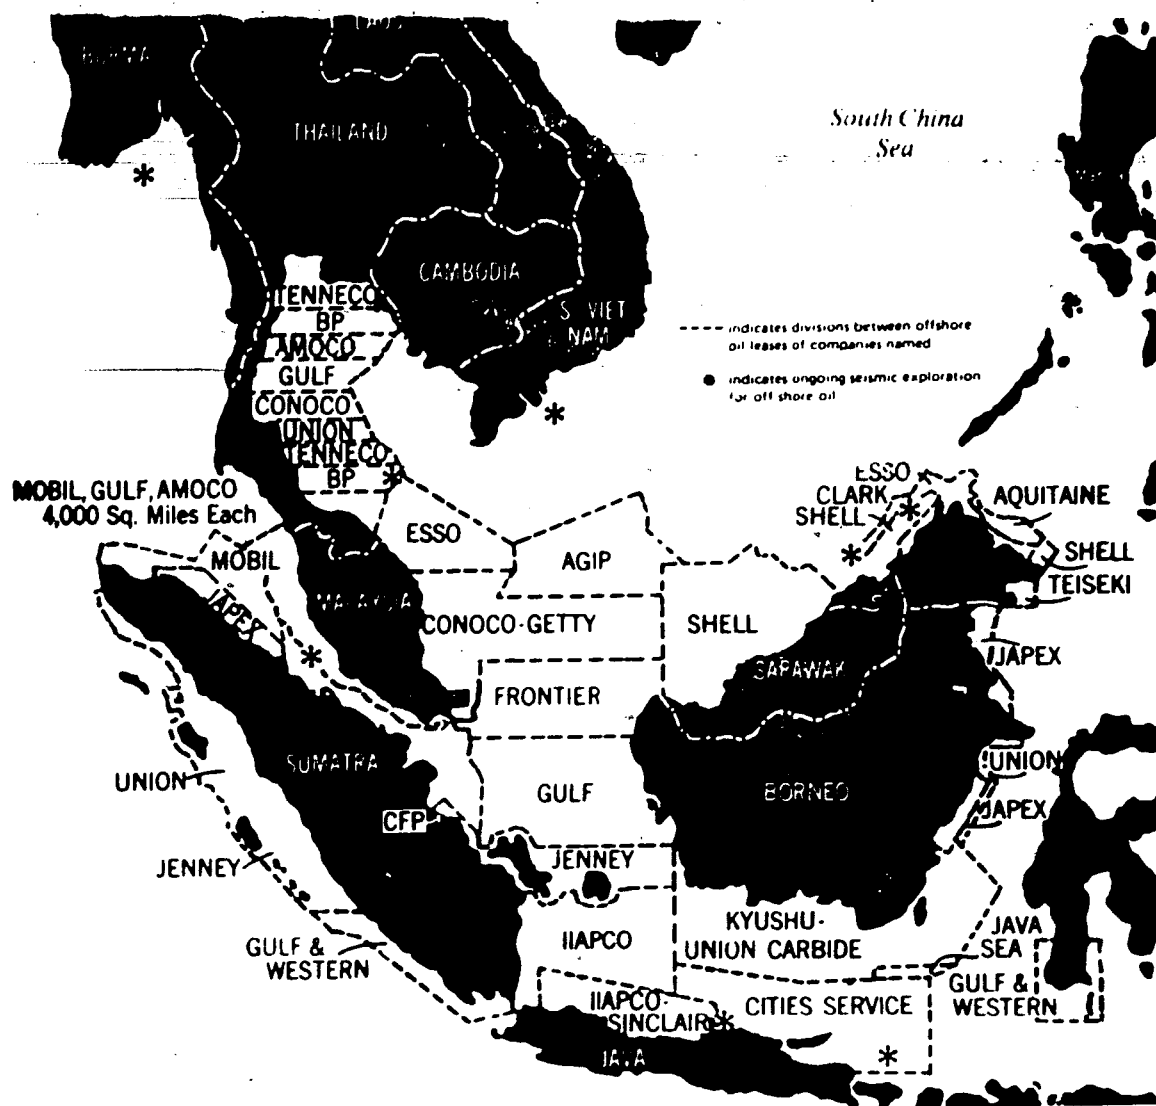 LAOS
BURMA
THAILAND
South China
Sea
CAMBODIA
S. VIET
NAM
TENNECO
BP
AMOCO
GULF
CONOCO
UNION
TENNECO
BP
indicates divisions between offshore
oil leases of companies named
indicates ongoing seismic exploration
for off shore oil
MOBIL, GULF, AMOCO
4,000 Sq. Miles Each
MOBIL
JAPEX
MALAYSIA
ESSO
AGIP
CONOCO-GETTY
SHELL
FRONTIER
ESSO
CLARK
SHELL
AQUITAINE
SHELL
TEISEKI
JAPEX
SARAWAK
SUMATRA
UNION
GULF
BORNEO
UNION
JAPEX
CFP
JENNEY
JENNEY
GULF &
WESTERN
IIAPCO
KYUSHU-
UNION CARBIDE
JAVA
SEA
GULF &
WESTERN
IIAPCO-
SINCLAIR
CITIES SERVICE
JAVA